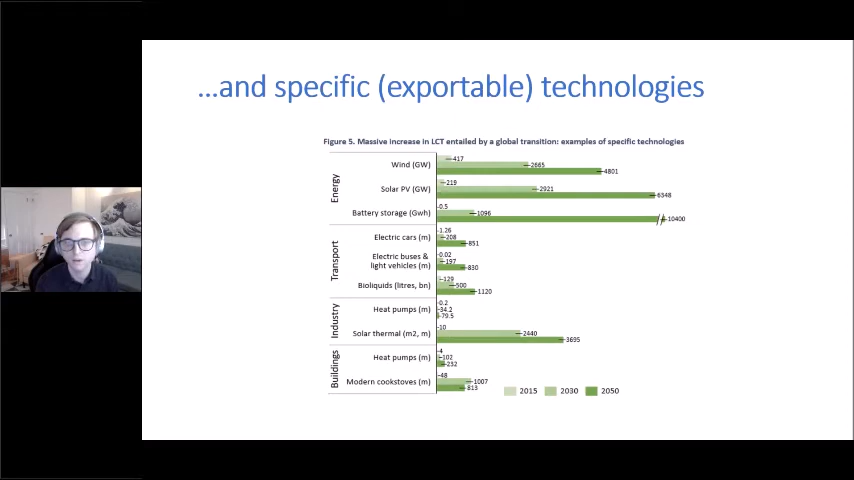 …and specific (exportable) technologies
Figure 5. Massive increase in LCT entailed by a global transition: examples of specific technologies
Energy
Wind (GW)
417
2665
4801
Solar PV (GW)
219
2921
6348
Battery storage (Gwh)
0.5
1096
10400
Transport
Electric cars (m)
1.26
208
851
Electric buses &
light vehicles (m)
0.02
197
830
Bioliquids (litres, bn)
129
500
1120
Industry
Heat pumps (m)
0.2
34.2
79.5
Solar thermal (m2, m)
10
2440
3695
Buildings
Heat pumps (m)
4
102
252
Modern cookstoves (m)
48
1007
813
2015 2030 2050